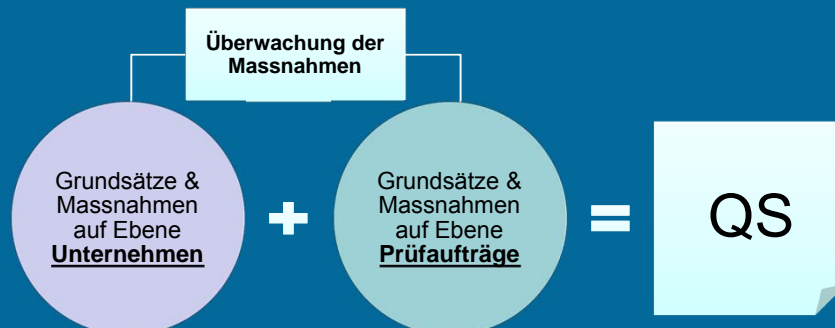 Überwachung der
Massnahmen
Grundsätze &
Massnahmen
auf Ebene
Unternehmen
+
Grundsätze &
Massnahmen
auf Ebene
Prüfaufträge
=
QS